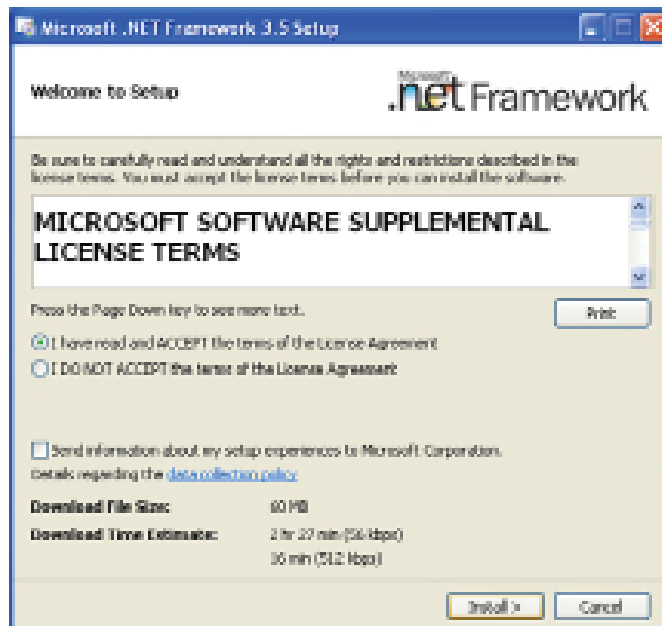 Microsoft .NET Framework 3.5 Setup
Welcome to Setup
Microsoft
.net Framework
Be sure to carefully read and understand all the rights and restrictions described in the
license terms. You must accept the license terms before you can install the software.
MICROSOFT SOFTWARE SUPPLEMENTAL
LICENSE TERMS
Press the Page Down key to see more text.
Print
I have read and ACCEPT the terms of the License Agreement
I DO NOT ACCEPT the terms of the License Agreement
Send information about my setup experiences to Microsoft Corporation.
Details regarding the data collection policy
Download File Size: 60 MB
Download Time Estimate: 2 hr 27 min (56 kbps)
16 min (512 kbps)
Install >
Cancel